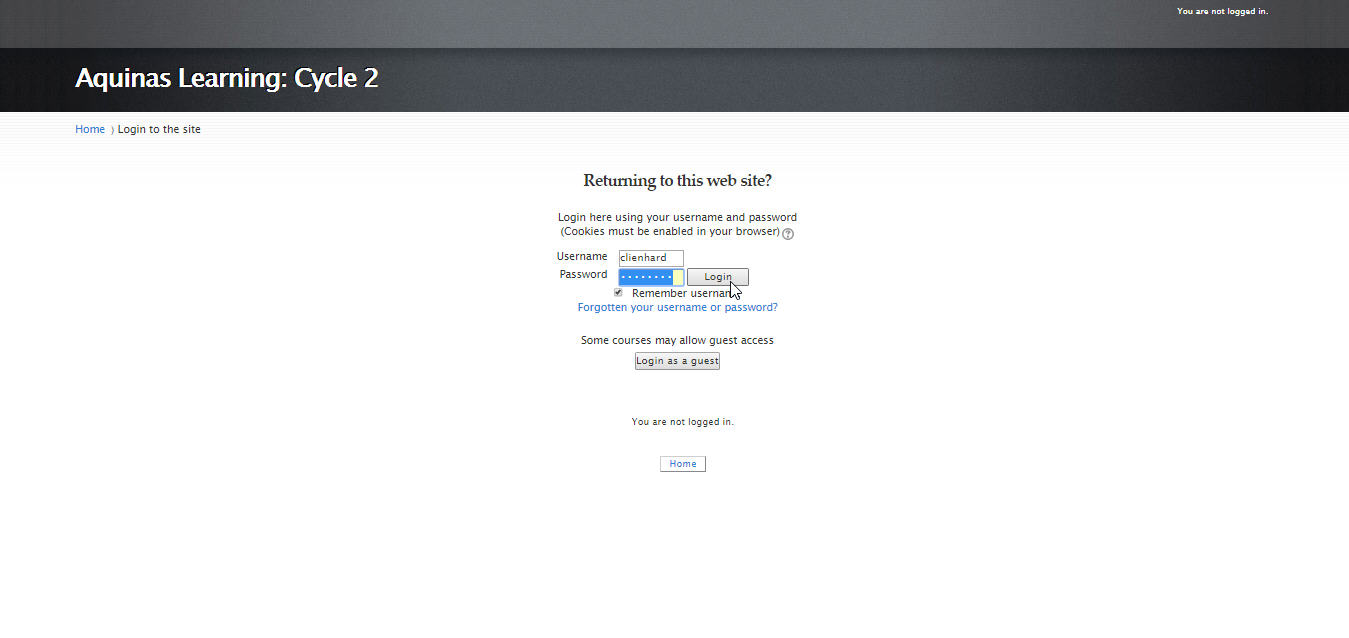 You are not logged in.
Aquinas Learning: Cycle 2
Home ) Login to the site
Returning to this web site?
Login here using your username and password
(Cookies must be enabled in your browser) ?
Username clienhard
Password ········ Login
Remember username
Forgotten your username or password?
Some courses may allow guest access
Login as a guest
You are not logged in.
Home